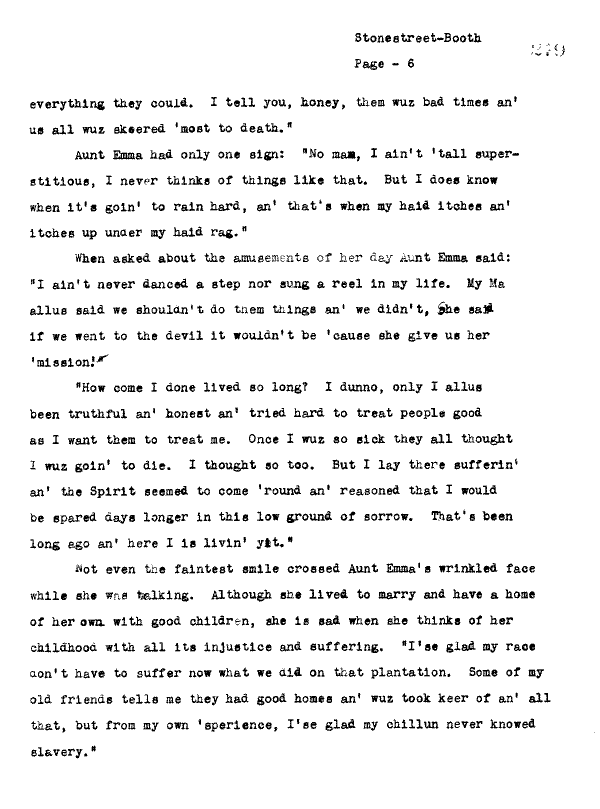 Stonestreet-Booth
Page - 6
279
everything they could. I tell you, honey, them wuz bad times an'
us all wuz skeered 'most to death."
Aunt Emma had only one sign: "No mam, I ain't 'tall super-
stitious, I never thinks of things like that. But I does know
when it's goin' to rain hard, an' that's when my haid itches an'
itches up under my haid rag."
When asked about the amusements of her day Aunt Emma said:
"I ain't never danced a step nor sung a reel in my life. My Ma
allus said we shouldn't do them things an' we didn't, She said
if we went to the devil it wouldn't be 'cause she give us her
'mission!"
"How come I done lived so long? I dunno, only I allus
been truthful an' honest an' tried hard to treat people good
as I want them to treat me. Once I wuz so sick they all thought
I wuz goin' to die. I thought so too. But I lay there sufferin'
an' the Spirit seemed to come 'round an' reasoned that I would
be spared days longer in this low ground of sorrow. That's been
long ago an' here I is livin' yit."
Not even the faintest smile crossed Aunt Emma's wrinkled face
while she was talking. Although she lived to marry and have a home
of her own with good children, she is sad when she thinks of her
childhood with all its injustice and suffering. "I'se glad my race
don't have to suffer now what we did on that plantation. Some of my
old friends tells me they had good homes an' wuz took keer of an' all
that, but from my own 'sperience, I'se glad my chillun never knowed
slavery."